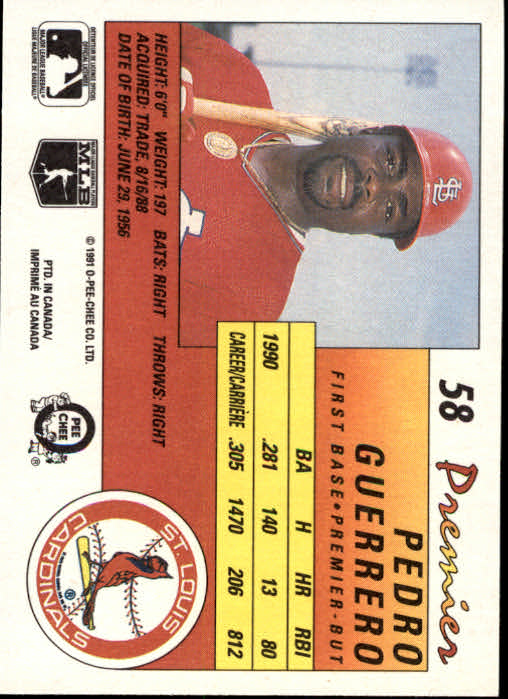 58 Premier
PEDRO
GUERRERO
FIRST BASE•PREMIER-BUT
BA H HR RBI
1990 .281 140 13 80
CAREER/CARRIÈRE .305 1470 206 812
StL
HEIGHT: 6'0" WEIGHT: 197 BATS: RIGHT THROWS: RIGHT
ACQUIRED: TRADE, 8/16/88
DATE OF BIRTH: JUNE 29, 1956
ST. LOUIS
CARDINALS
®
MLB
© 1991 O-PEE-CHEE CO. LTD.
PTD. IN CANADA/
IMPRIMÉ AU CANADA
O
PEE
CHEE
®